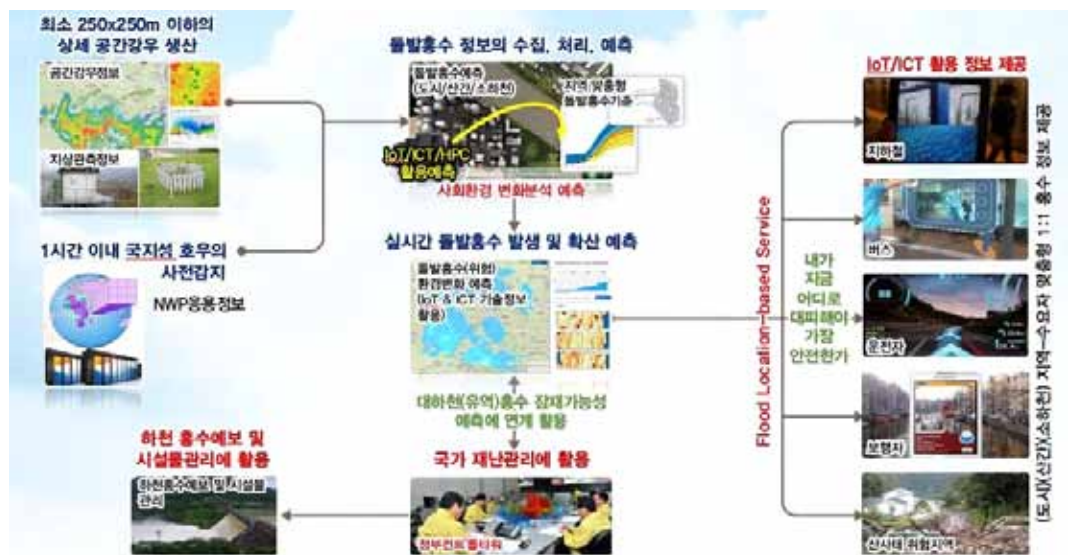 최소 250x250m 이하의
상세 공간강우 생산
공간강우정보
지상관측정보
1시간 이내 국지성 호우의
사전감지
NWP응용정보
돌발홍수 정보의 수집, 처리, 예측
돌발홍수예측
(도시/산간/소하천)
지역 맞춤형
돌발홍수기준
IoT/ICT/HPC
활용예측
사회환경 변화분석 예측
실시간 돌발홍수 발생 및 확산 예측
돌발홍수(위험)
환경변화 예측
(IoT & ICT 기술정보
활용)
대하천(유역)홍수 잠재가능성
예측에 연계 활용
국가 재난관리에 활용
정부컨트롤타워
하천 홍수예보 및
시설물관리에 활용
하천홍수예보 및 시설물
관리
Flood Location-based Service
내가
지금
어디로
대피해야
가장
안전한가
IoT/ICT 활용 정보 제공
지하철
버스
운전자
보행자
산사태 위험지역
(도시)(산간)(소하천) 지역-수요자 맞춤형 1:1 홍수 정보 제공